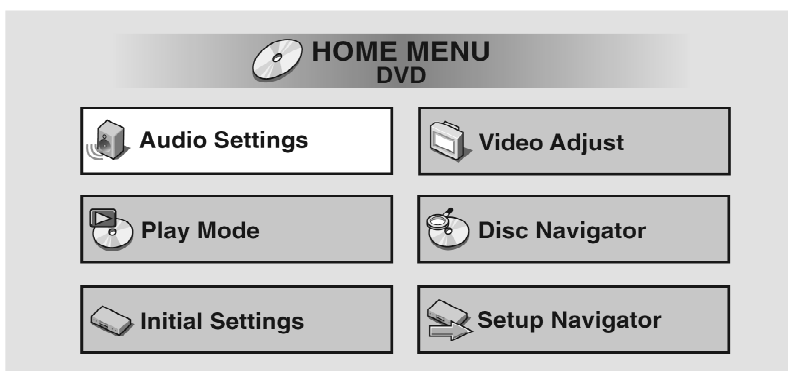 HOME MENU
DVD
Audio Settings
Video Adjust
Play Mode
Disc Navigator
Initial Settings
Setup Navigator